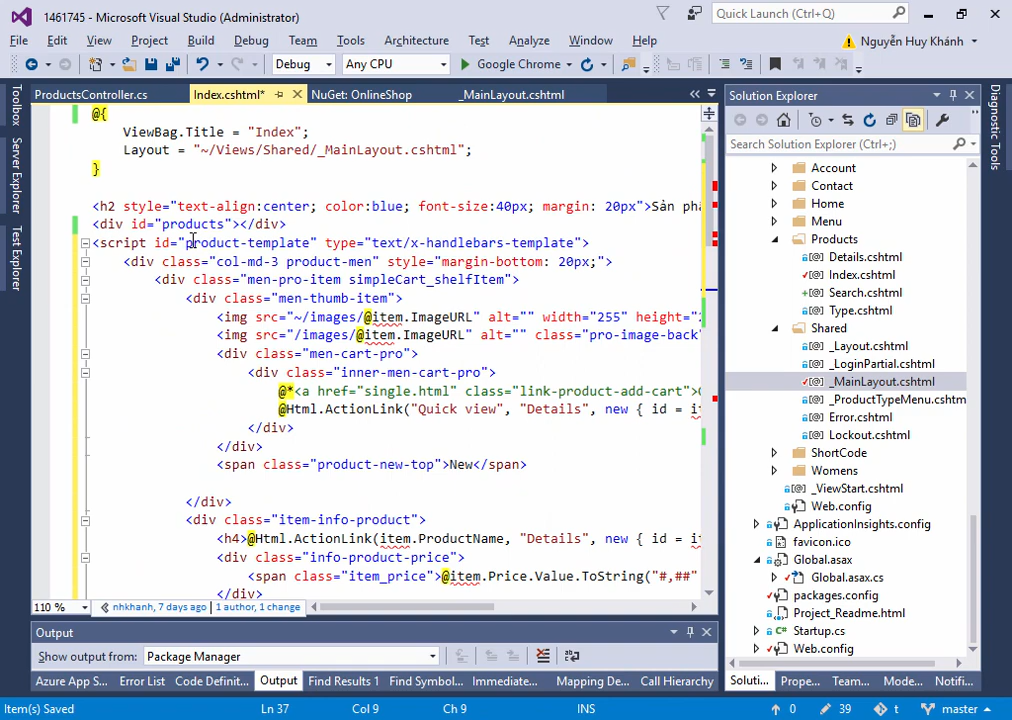 1461745 - Microsoft Visual Studio (Administrator)
Quick Launch (Ctrl+Q)
File Edit View Project Build Debug Team Tools Architecture Test Analyze Window Help
Nguyễn Huy Khánh
Debug Any CPU Google Chrome
Toolbox
Server Explorer
Test Explorer
ProductsController.cs Index.cshtml* NuGet: OnlineShop _MainLayout.cshtml
@{
ViewBag.Title = "Index";
Layout = "~/Views/Shared/_MainLayout.cshtml";
}
<h2 style="text-align:center; color:blue; font-size:40px; margin: 20px">Sản ph
<div id="products"></div>
<script id="product-template" type="text/x-handlebars-template">
<div class="col-md-3 product-men" style="margin-bottom: 20px;">
<div class="men-pro-item simpleCart_shelfItem">
<div class="men-thumb-item">
<img src="~/images/@item.ImageURL" alt="" width="255" height="2
<img src="/images/@item.ImageURL" alt="" class="pro-image-back"
<div class="men-cart-pro">
<div class="inner-men-cart-pro">
@*<a href="single.html" class="link-product-add-cart">
@Html.ActionLink("Quick view", "Details", new { id = it
</div>
</div>
<span class="product-new-top">New</span>
</div>
<div class="item-info-product">
<h4>@Html.ActionLink(item.ProductName, "Details", new { id = i
<div class="info-product-price">
<span class="item_price">@item.Price.Value.ToString("#,##"
</div>
110 % nhkhanh, 7 days ago | 1 author, 1 change
Output
Show output from: Package Manager
Azure App S... Error List Code Definit... Output Find Results 1 Find Symbol... Immediate... Mapping De... Call Hierarchy
Solution Explorer
Search Solution Explorer (Ctrl+;)
Account
Contact
Home
Menu
Products
Details.cshtml
Index.cshtml
Search.cshtml
Type.cshtml
Shared
_Layout.cshtml
_LoginPartial.cshtml
_MainLayout.cshtml
_ProductTypeMenu.cshtm
Error.cshtml
Lockout.cshtml
ShortCode
Womens
_ViewStart.cshtml
Web.config
ApplicationInsights.config
favicon.ico
Global.asax
Global.asax.cs
packages.config
Project_Readme.html
Startup.cs
Web.config
Soluti... Prope... Team... Mode... Notifi...
Diagnostic Tools
Item(s) Saved Ln 37 Col 9 Ch 9 INS 0 39 t master